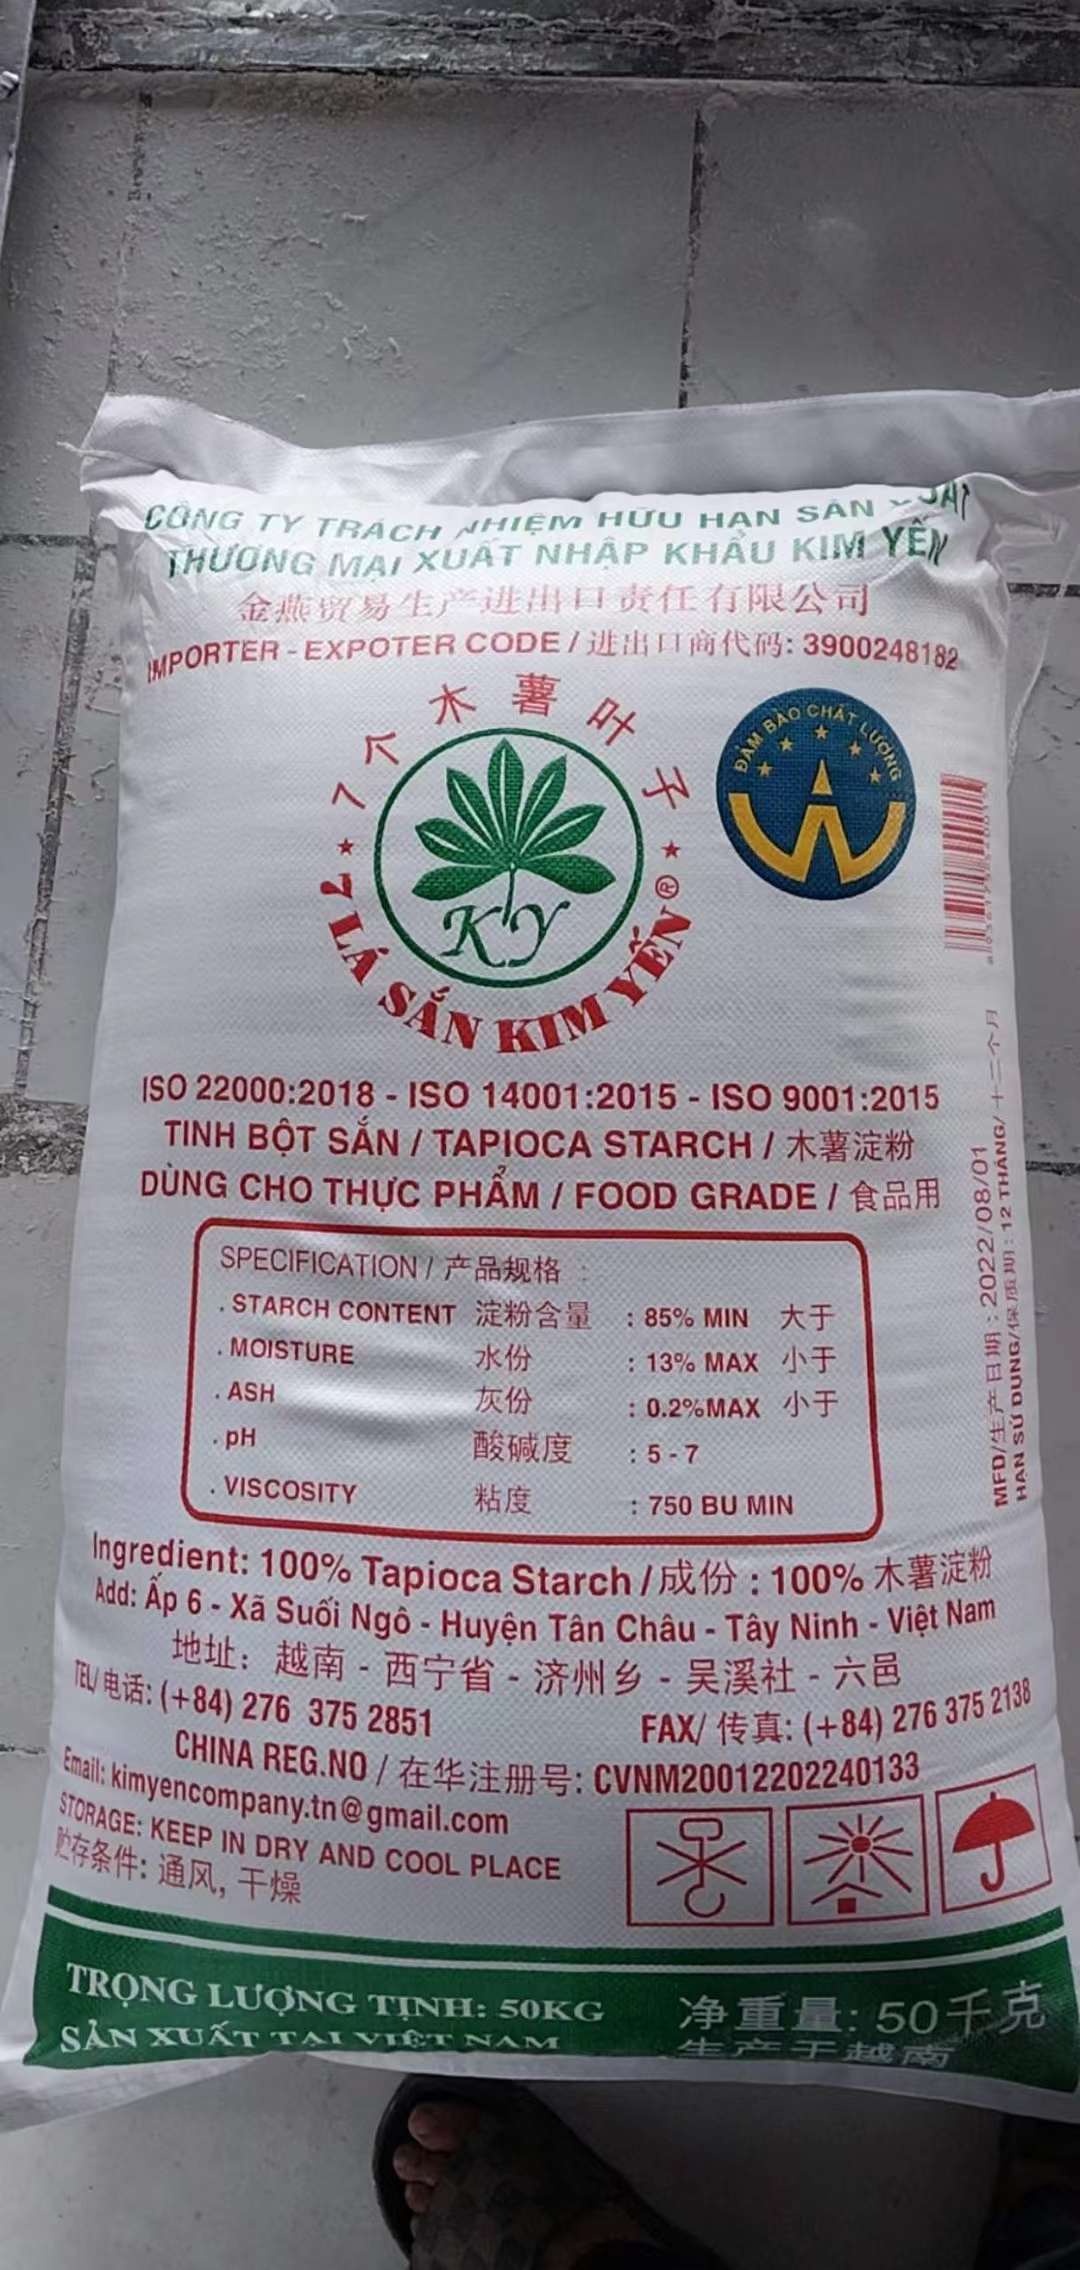 CÔNG TY TRÁCH NHIỆM HỮU HẠN SẢN XUẤT
THƯƠNG MẠI XUẤT NHẬP KHẨU KIM YẾN
金燕贸易生产进出口责任有限公司
IMPORTER - EXPOTER CODE / 进出口商代码: 3900248182
7个木薯叶子
KY
7 LÁ SẮN KIM YẾN ®
ĐẢM BẢO CHẤT LƯỢNG
ISO 22000:2018 - ISO 14001:2015 - ISO 9001:2015
TINH BỘT SẮN / TAPIOCA STARCH / 木薯淀粉
DÙNG CHO THỰC PHẨM / FOOD GRADE / 食品用
SPECIFICATION / 产品规格 :
. STARCH CONTENT 淀粉含量 : 85% MIN 大于
. MOISTURE 水份 : 13% MAX 小于
. ASH 灰份 : 0.2%MAX 小于
. pH 酸碱度 : 5 - 7
. VISCOSITY 粘度 : 750 BU MIN
MFD/生产日期 : 2022/08/01
HẠN SỬ DỤNG/保质期 : 12 THÁNG/ 十二个月
Ingredient: 100% Tapioca Starch / 成份 : 100% 木薯淀粉
Add: Ấp 6 - Xã Suối Ngô - Huyện Tân Châu - Tây Ninh - Việt Nam
地址: 越南 - 西宁省 - 济州乡 - 吴溪社 - 六邑
TEL/ 电话: (+84) 276 375 2851
FAX/ 传真: (+84) 276 375 2138
CHINA REG.NO / 在华注册号: CVNM20012202240133
Email: kimyencompany.tn@gmail.com
STORAGE: KEEP IN DRY AND COOL PLACE
贮存条件: 通风, 干燥
TRỌNG LƯỢNG TỊNH: 50KG
净重量: 50千克
SẢN XUẤT TẠI VIỆT NAM
生产于越南